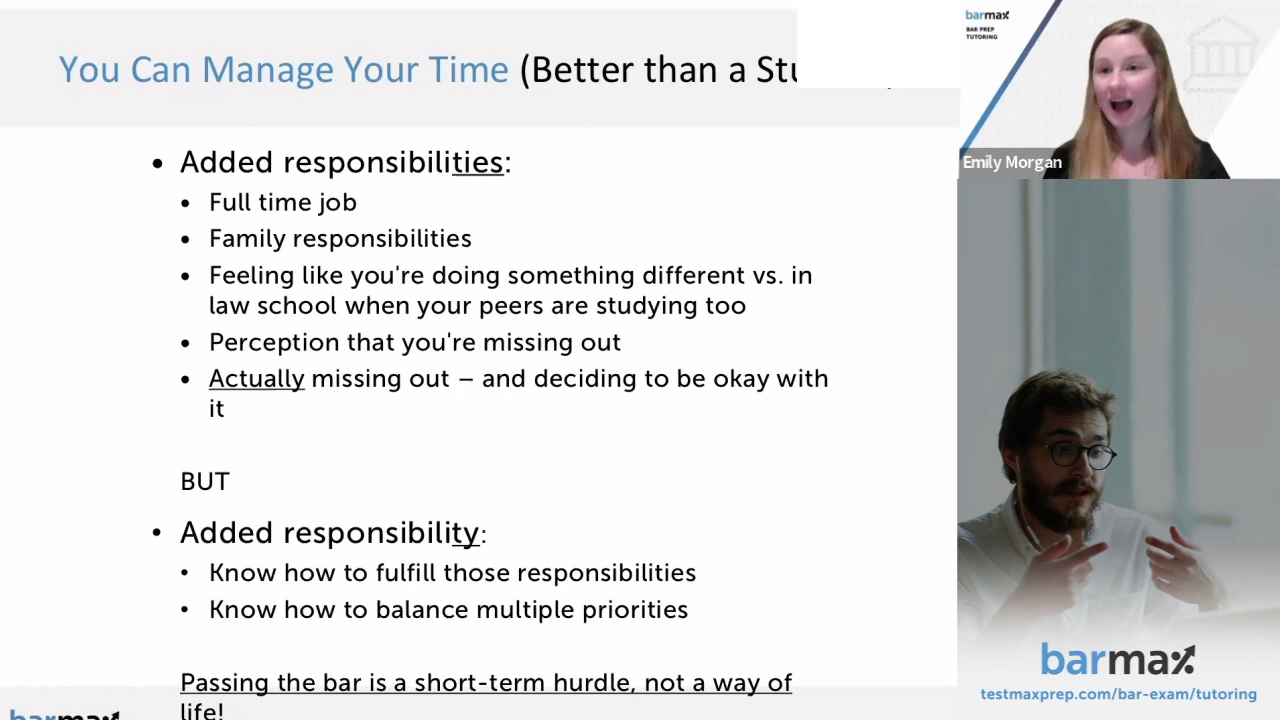 You Can Manage Your Time (Better than a
Added responsibilities:
Full time job
Family responsibilities
Feeling like you're doing something different vs. in
law school when your peers are studying too
Perception that you're missing out
Actually missing out – and deciding to be okay with
it
BUT
Added responsibility:
Know how to fulfill those responsibilities
Know how to balance multiple priorities
Passing the bar is a short-term hurdle, not a way of
life!
barmax
barmax
BAR PREP
TUTORING
Emily Morgan
barmax
testmaxprep.com/bar-exam/tutoring